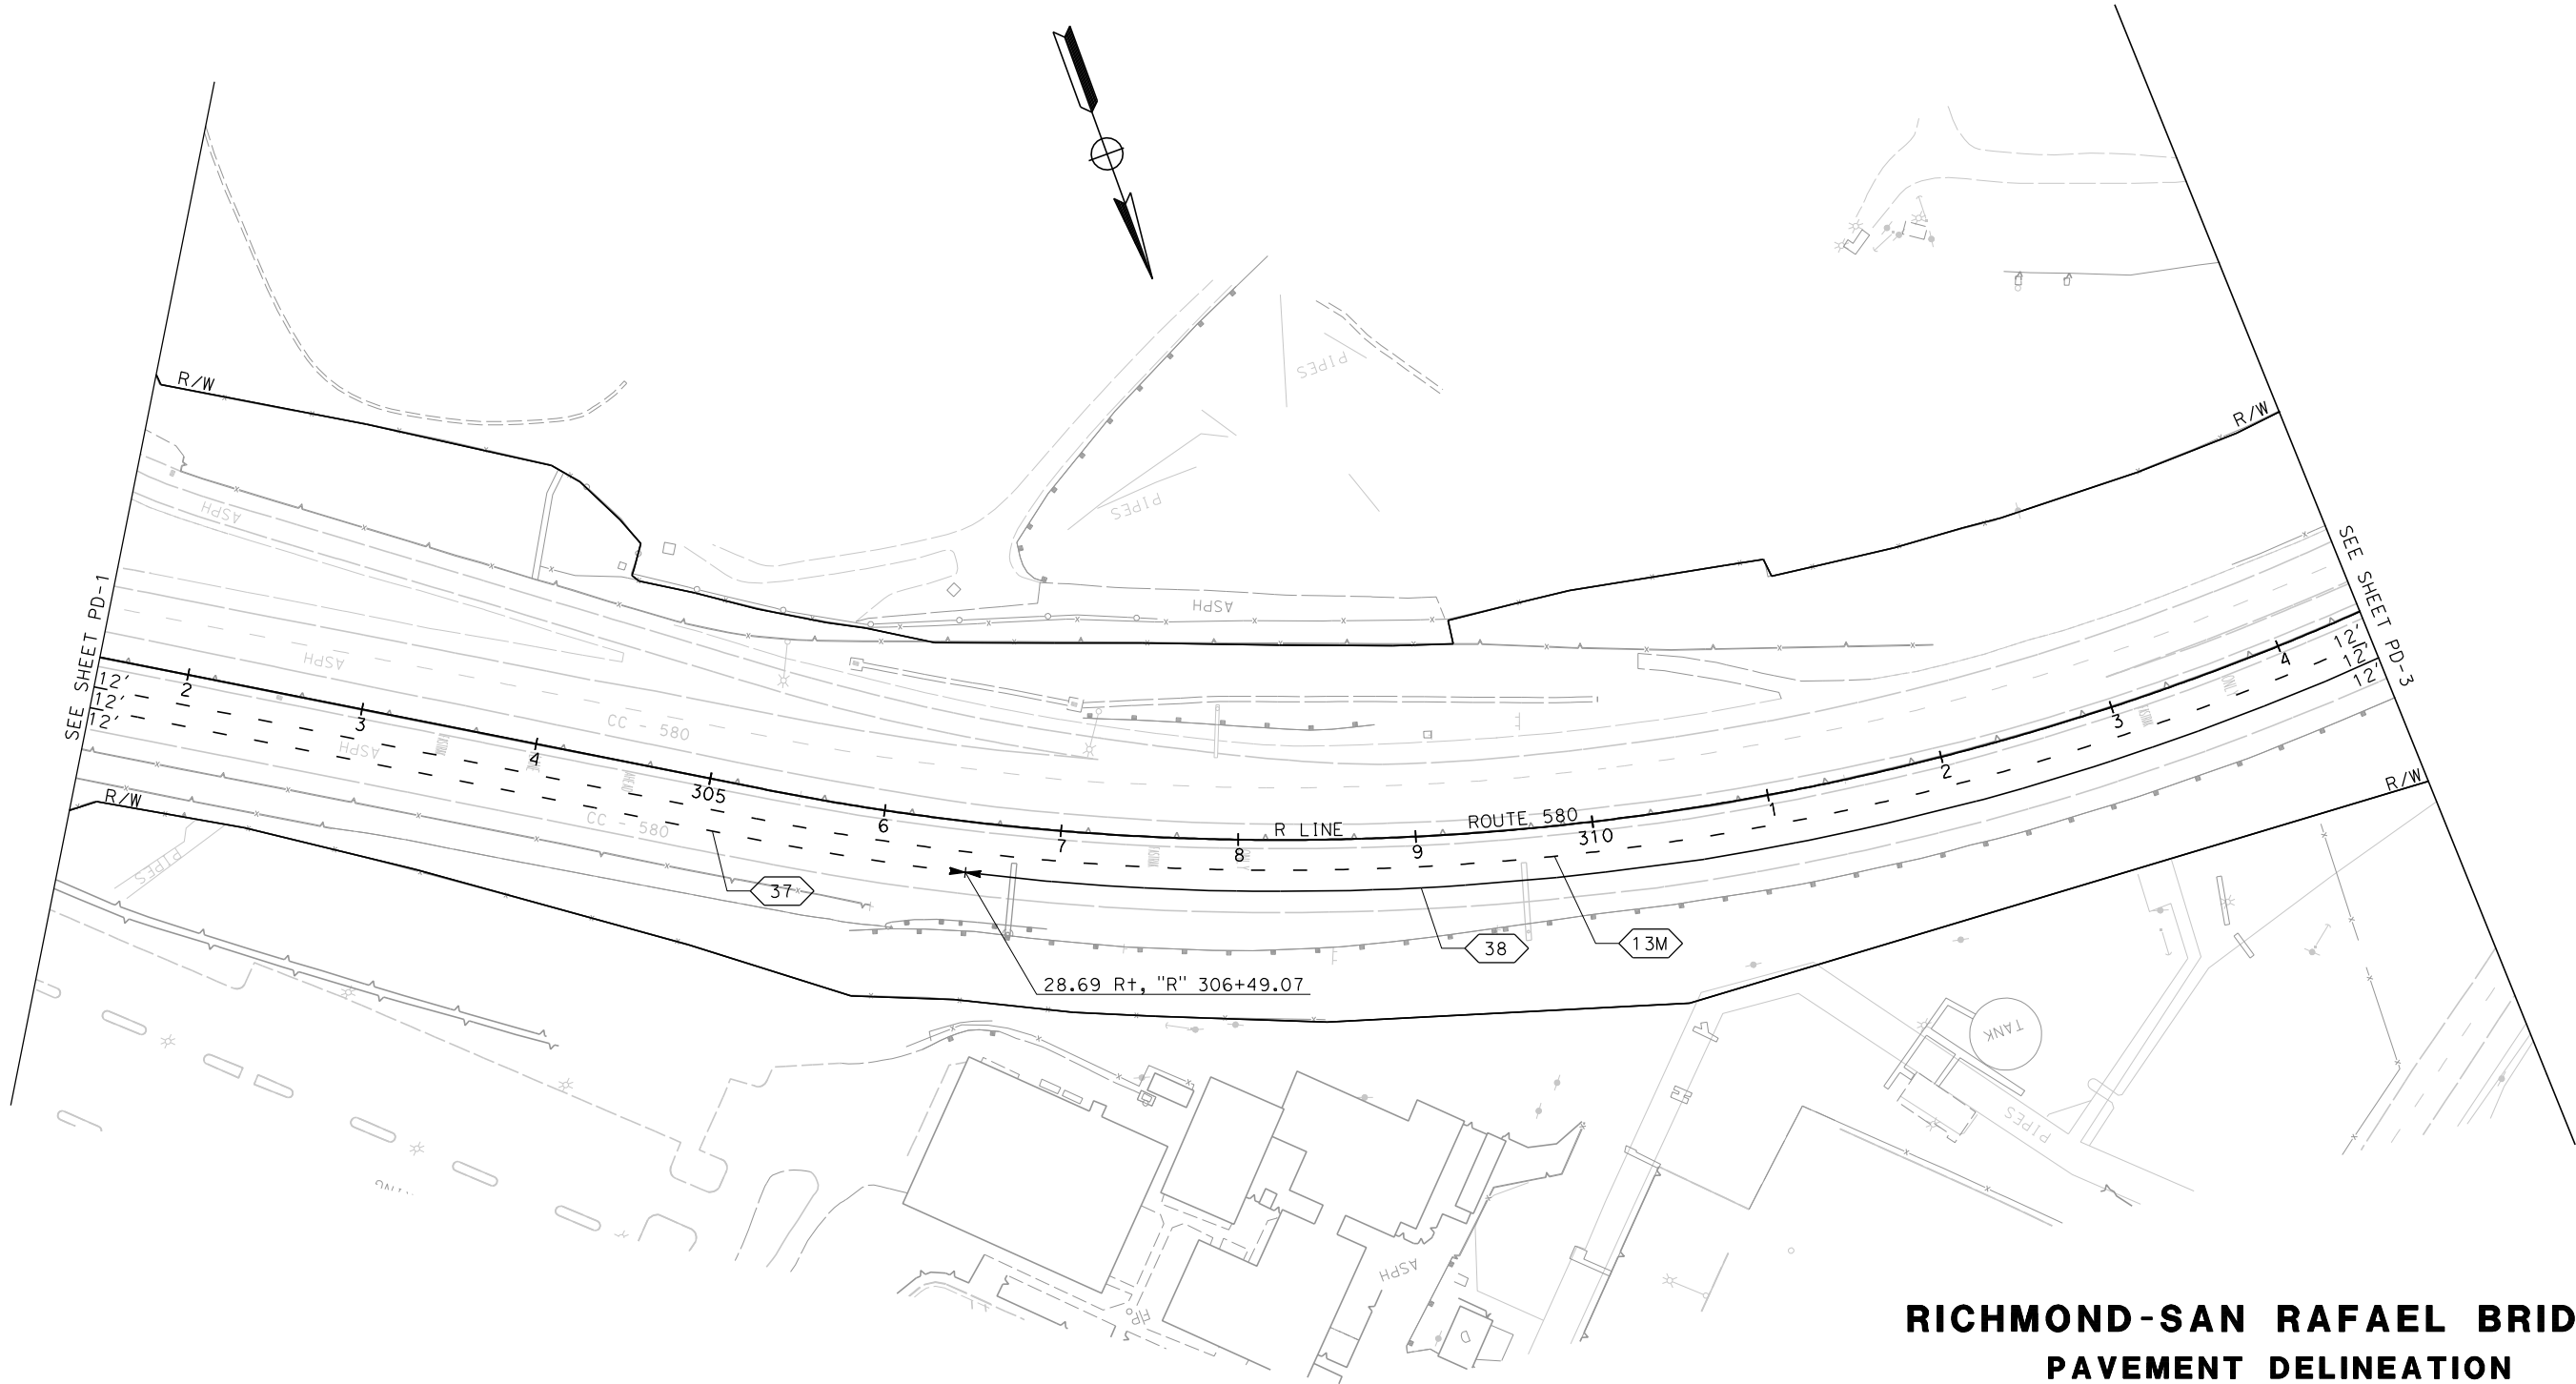 R/W
R/W
PIPES
PIPES
ASPH
ASPH
ASPH
ASPH
SEE SHEET PD-1
SEE SHEET PD-3
12'
12'
12'
12'
12'
12'
2
3
4
305
6
7
8
9
310
1
2
3
4
CC - 580
CC - 580
R LINE
ROUTE 580
R/W
R/W
37
38
13M
28.69 Rt, "R" 306+49.07
PIPES
TANK
PIPES
ASPH
RICHMOND-SAN RAFAEL BRID
PAVEMENT DELINEATION